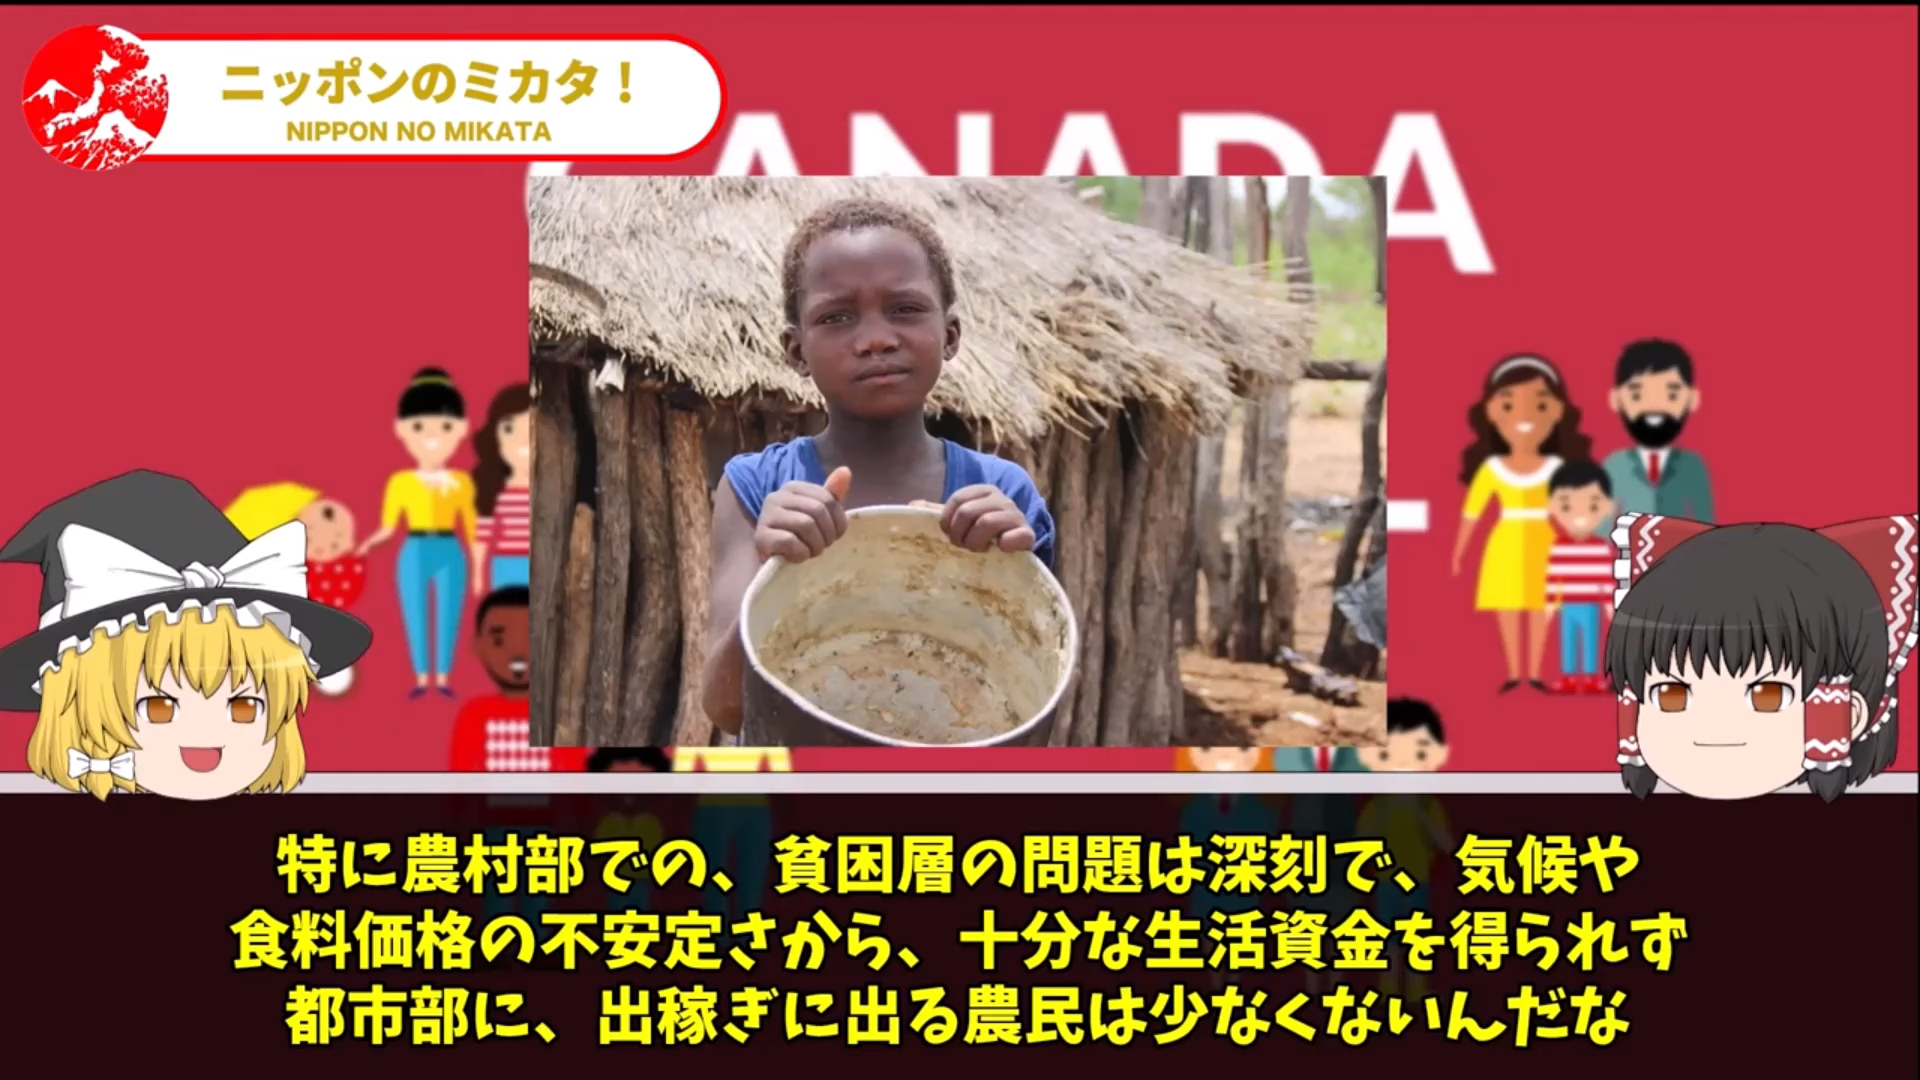 ニッポンのミカタ！
NIPPON NO MIKATA
CANADA
特に農村部での、貧困層の問題は深刻で、気候や
食料価格の不安定さから、十分な生活資金を得られず
都市部に、出稼ぎに出る農民は少なくないんだな